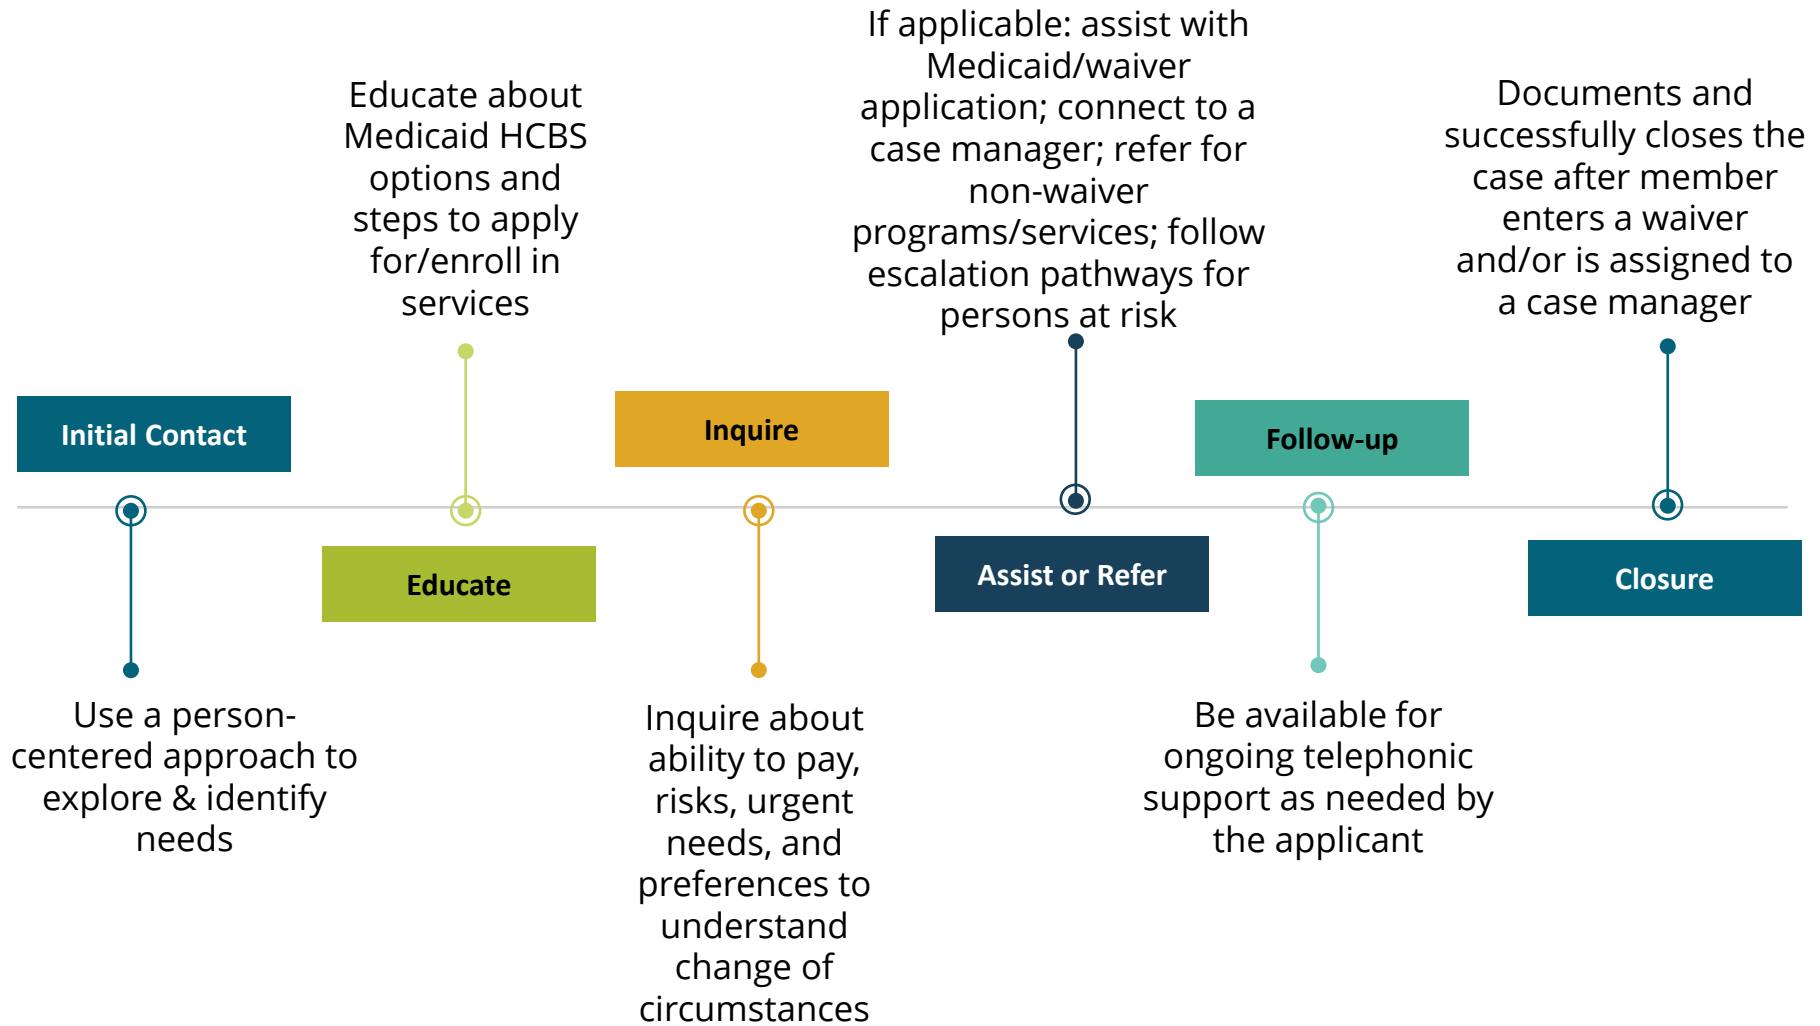 Initial Contact
Use a person-
centered approach to
explore & identify
needs
Educate about
Medicaid HCBS
options and
steps to apply
for/enroll in
services
Educate
Inquire
Inquire about
ability to pay,
risks, urgent
needs, and
preferences to
understand
change of
circumstances
If applicable: assist with
Medicaid/waiver
application; connect to a
case manager; refer for
non-waiver
programs/services; follow
escalation pathways for
persons at risk
Assist or Refer
Follow-up
Be available for
ongoing telephonic
support as needed by
the applicant
Documents and
successfully closes the
case after member
enters a waiver
and/or is assigned to
a case manager
Closure